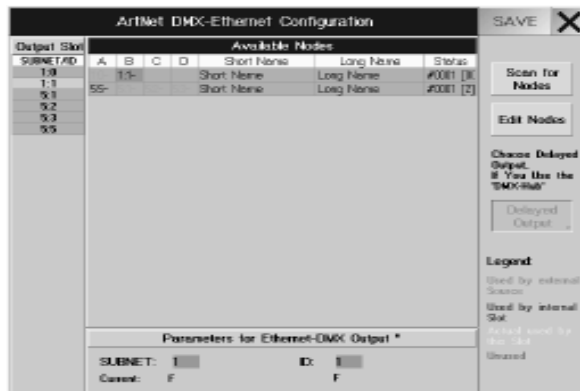 ArtNet DMX-Ethernet Configuration
SAVE
Output Slot
Available Nodes
SUBNET/ID
A B C D Short Name Long Name Status
1:0
1:1- Short Name Long Name #0001
1:1
55- Short Name Long Name #0001
5:1
5:2
5:3
5:5
Scan for
Nodes
Edit Nodes
Choose Delayed
Output,
If You Use the
"DMX-Hub"
Delayed
Output
Legend:
Used by external
Source
Used by internal
Slot
Actual used by
this Slot
Unused
Parameters for Ethernet-DMX Output *
SUBNET: 1 ID: 1
Current: F F